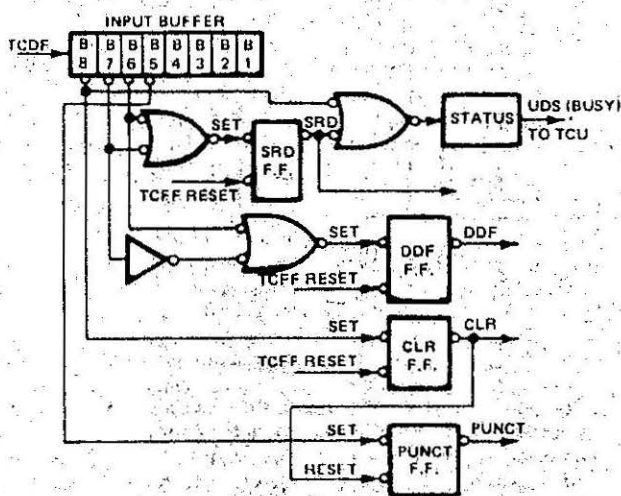 INPUT BUFFER
TCDF
B 8 B 7 B 6 B 5 B 4 B 3 B 2 B 1
SET
SRD
SRD F.F.
TCFF RESET
STATUS
UDS (BUSY)
TO TCU
SET
DDF F.F.
DDF
TCFF RESET
SET
CLR F.F.
CLR
TCFF RESET
SET
PUNCT F.F.
PUNCT
RESET